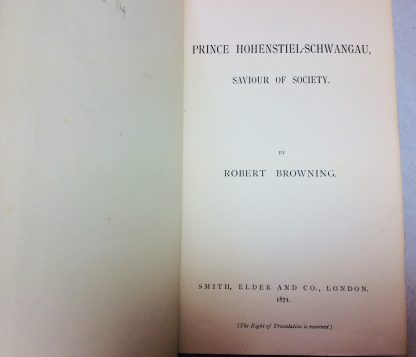 14
PRINCE HOHENSTIEL-SCHWANGAU,
SAVIOUR OF SOCIETY.
BY
ROBERT BROWNING.
SMITH, ELDER AND CO., LONDON.
1871.
[The Right of Translation is reserved]